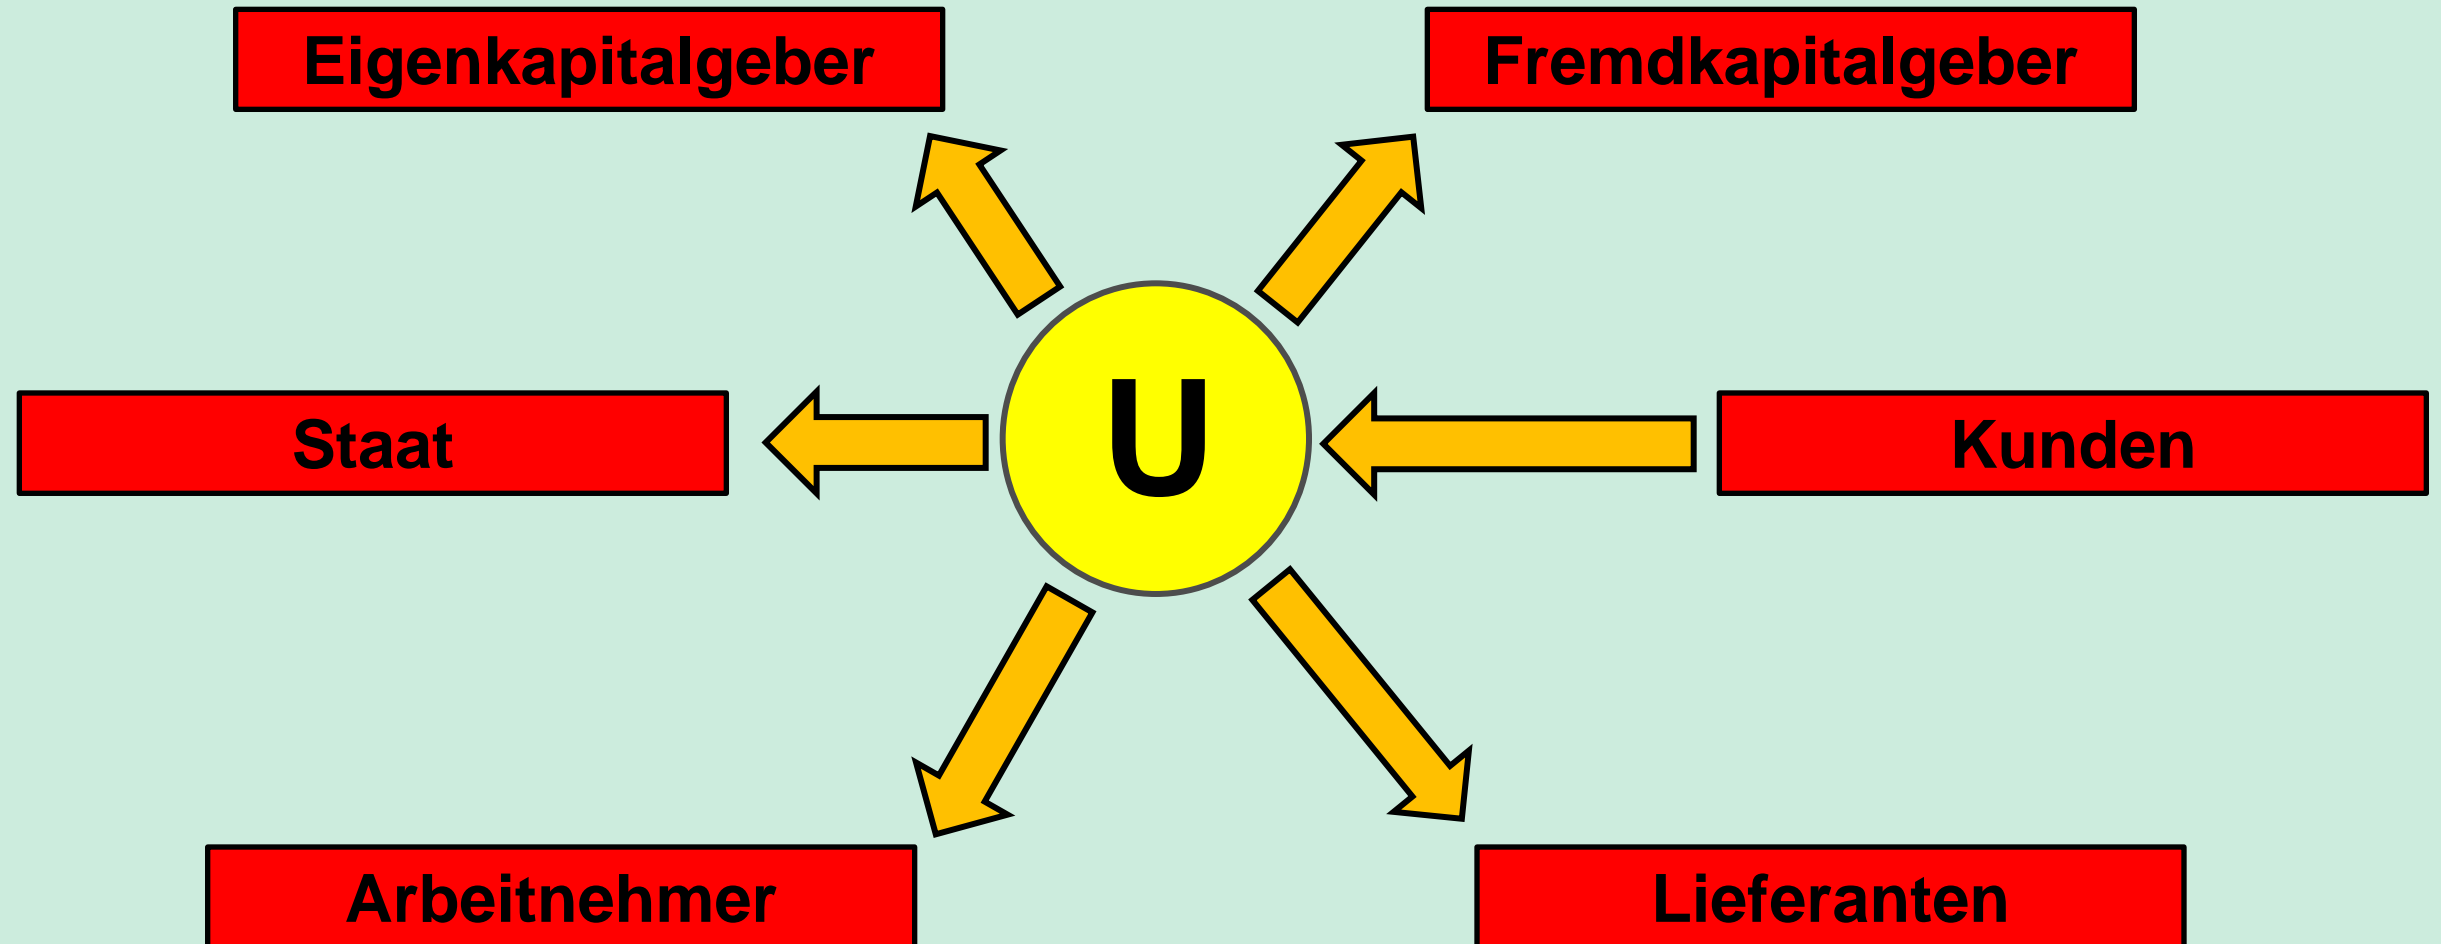 Eigenkapitalgeber
Fremdkapitalgeber
Staat
U
Kunden
Arbeitnehmer
Lieferanten